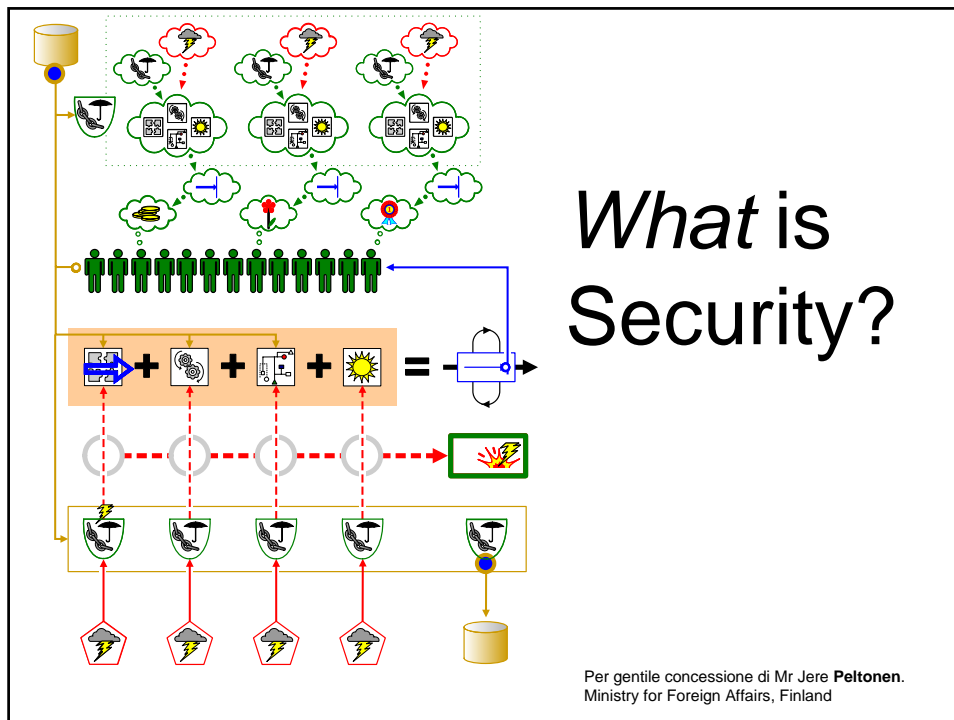 What is
Security?
Per gentile concessione di Mr Jere Peltonen.
Ministry for Foreign Affairs, Finland